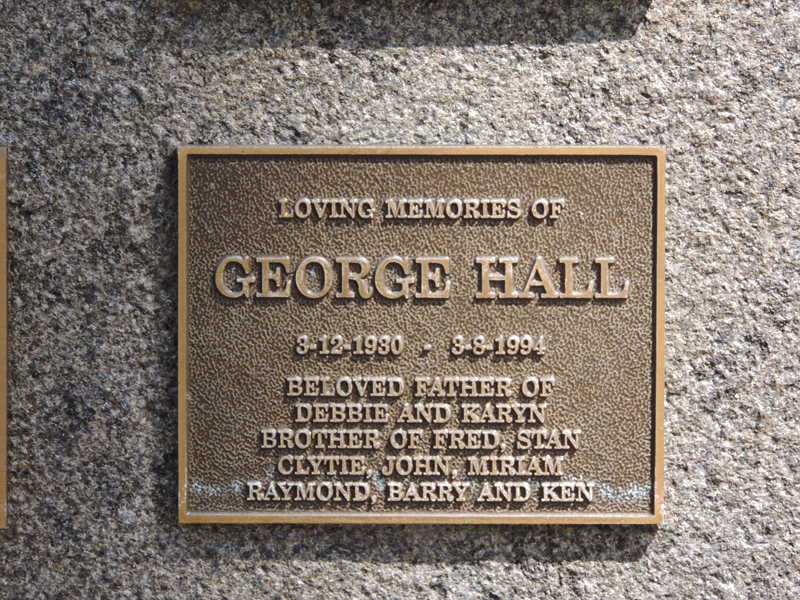 LOVING MEMORIES OF
GEORGE HALL
3-12-1930 - 3-8-1994
BELOVED FATHER OF
DEBBIE AND KARYN
BROTHER OF FRED, STAN
CLYTIE, JOHN, MIRIAM
RAYMOND, BARRY AND KEN